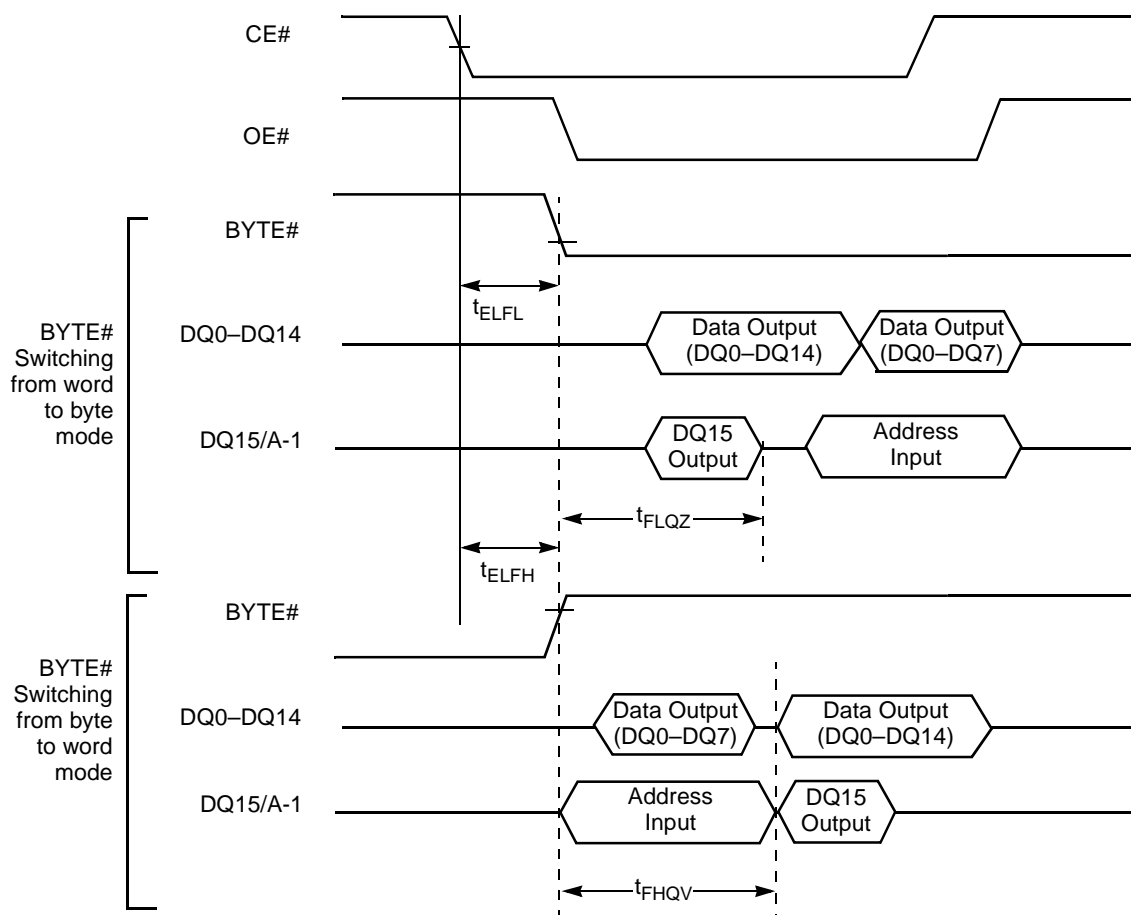 CE#
OE#
BYTE#
tELFL
BYTE#
Switching
from word
to byte
mode
DQ0–DQ14
Data Output
(DQ0–DQ14)
Data Output
(DQ0–DQ7)
DQ15/A-1
DQ15
Output
Address
Input
tFLQZ
tELFH
BYTE#
BYTE#
Switching
from byte
to word
mode
DQ0–DQ14
Data Output
(DQ0–DQ7)
Data Output
(DQ0–DQ14)
DQ15/A-1
Address
Input
DQ15
Output
tFHQV